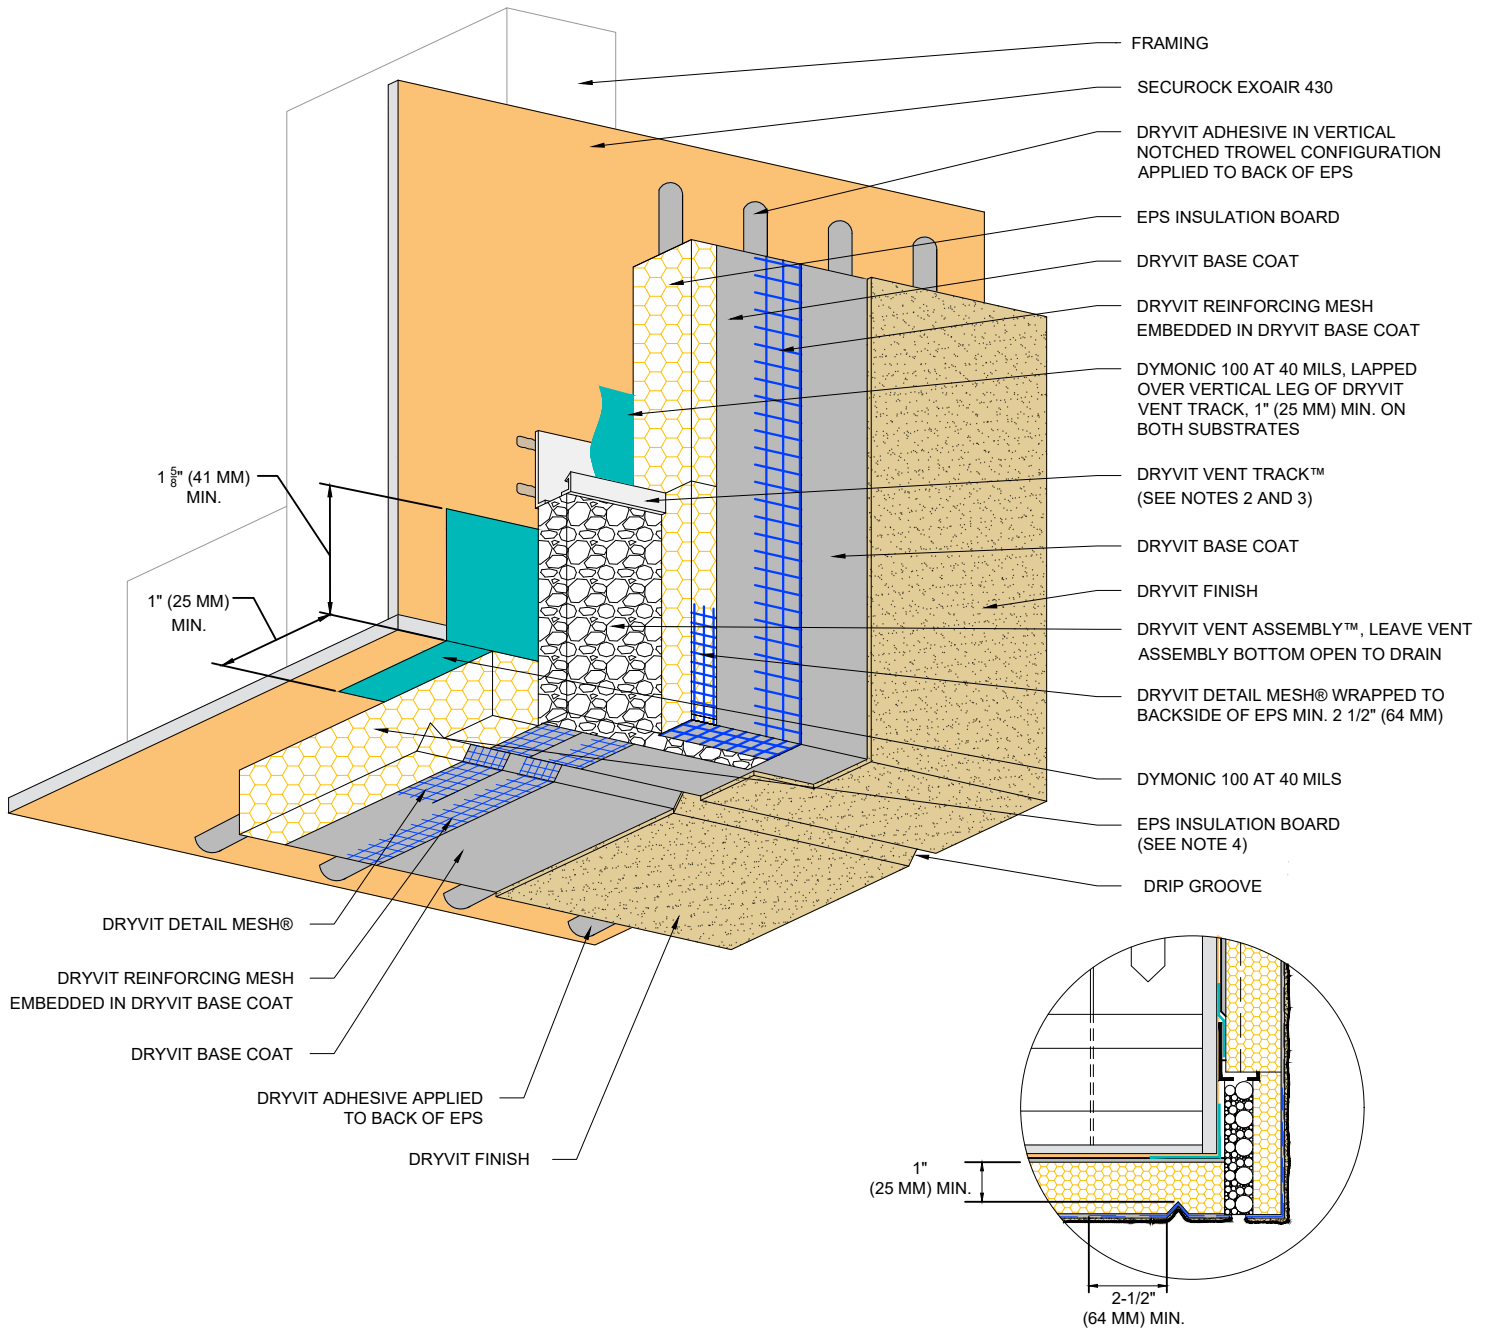 FRAMING
SECUROCK EXOAIR 430
DRYVIT ADHESIVE IN VERTICAL
NOTCHED TROWEL CONFIGURATION
APPLIED TO BACK OF EPS
EPS INSULATION BOARD
DRYVIT BASE COAT
DRYVIT REINFORCING MESH
EMBEDDED IN DRYVIT BASE COAT
DYMONIC 100 AT 40 MILS, LAPPED
OVER VERTICAL LEG OF DRYVIT
VENT TRACK, 1" (25 MM) MIN. ON
BOTH SUBSTRATES
DRYVIT VENT TRACK™
(SEE NOTES 2 AND 3)
DRYVIT BASE COAT
DRYVIT FINISH
DRYVIT VENT ASSEMBLY™, LEAVE VENT
ASSEMBLY BOTTOM OPEN TO DRAIN
DRYVIT DETAIL MESH® WRAPPED TO
BACKSIDE OF EPS MIN. 2 1/2" (64 MM)
DYMONIC 100 AT 40 MILS
EPS INSULATION BOARD
(SEE NOTE 4)
DRIP GROOVE
1 5/8" (41 MM)
MIN.
1" (25 MM)
MIN.
DRYVIT DETAIL MESH®
DRYVIT REINFORCING MESH
EMBEDDED IN DRYVIT BASE COAT
DRYVIT BASE COAT
DRYVIT ADHESIVE APPLIED
TO BACK OF EPS
DRYVIT FINISH
1"
(25 MM) MIN.
2-1/2"
(64 MM) MIN.